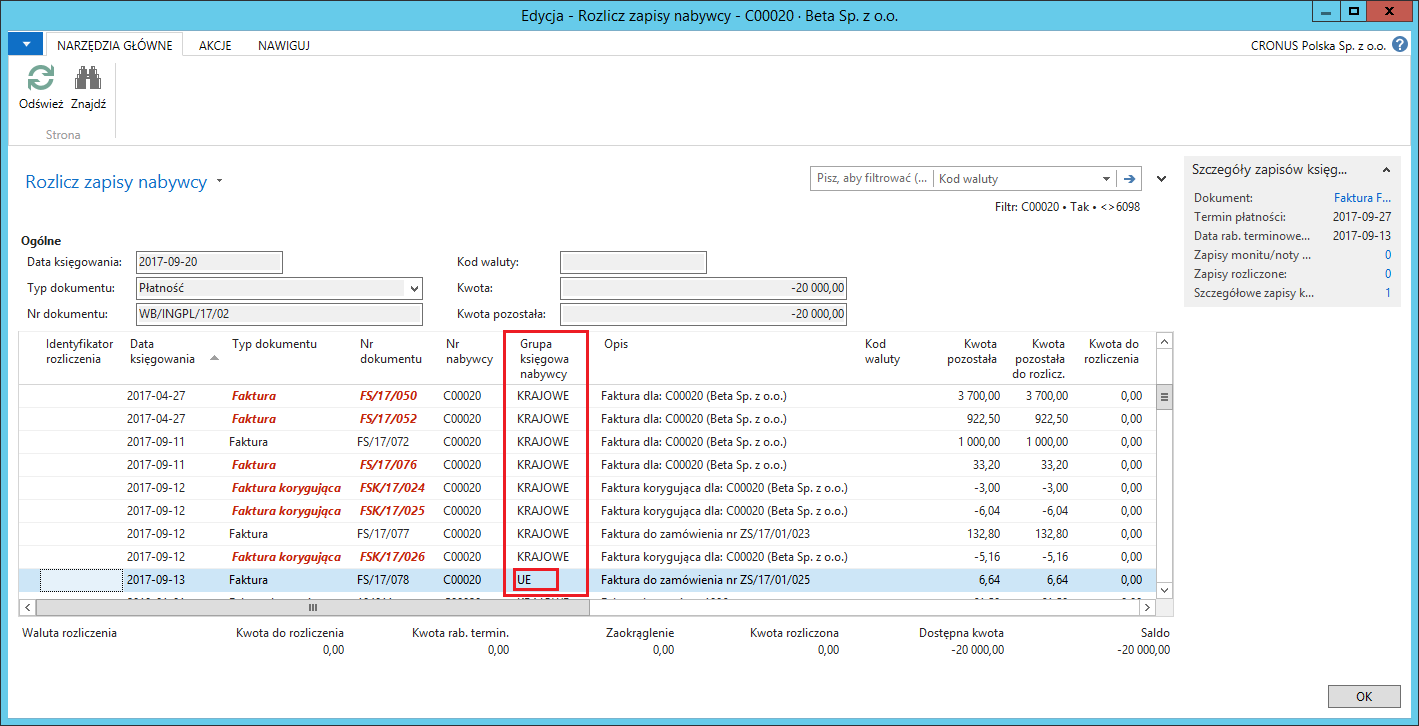 Edycja - Rozlicz zapisy nabywcy - C00020 · Beta Sp. z o.o.
NARZĘDZIA GŁÓWNE AKCJE NAWIGUJ CRONUS Polska Sp. z o.o.
Odśwież Znajdź
Strona
Rozlicz zapisy nabywcy
Pisz, aby filtrować (... Kod waluty
Filtr: C00020 • Tak • <>6098
Ogólne
Data księgowania: 2017-09-20 Kod waluty:
Typ dokumentu: Płatność Kwota: -20 000,00
Nr dokumentu: WB/INGPL/17/02 Kwota pozostała: -20 000,00
Identyfikator rozliczenia Data księgowania Typ dokumentu Nr dokumentu Nr nabywcy Grupa księgowa nabywcy Opis Kod waluty Kwota pozostała Kwota pozostała do rozlicz. Kwota do rozliczenia
2017-04-27 Faktura FS/17/050 C00020 KRAJOWE Faktura dla: C00020 (Beta Sp. z o.o.) 3 700,00 3 700,00 0,00
2017-04-27 Faktura FS/17/052 C00020 KRAJOWE Faktura dla: C00020 (Beta Sp. z o.o.) 922,50 922,50 0,00
2017-09-11 Faktura FS/17/072 C00020 KRAJOWE Faktura dla: C00020 (Beta Sp. z o.o.) 1 000,00 1 000,00 0,00
2017-09-11 Faktura FS/17/076 C00020 KRAJOWE Faktura dla: C00020 (Beta Sp. z o.o.) 33,20 33,20 0,00
2017-09-12 Faktura korygująca FSK/17/024 C00020 KRAJOWE Faktura korygująca dla: C00020 (Beta Sp. z o.o.) -3,00 -3,00 0,00
2017-09-12 Faktura korygująca FSK/17/025 C00020 KRAJOWE Faktura korygująca dla: C00020 (Beta Sp. z o.o.) -6,04 -6,04 0,00
2017-09-12 Faktura FS/17/077 C00020 KRAJOWE Faktura do zamówienia nr ZS/17/01/023 132,80 132,80 0,00
2017-09-12 Faktura korygująca FSK/17/026 C00020 KRAJOWE Faktura korygująca dla: C00020 (Beta Sp. z o.o.) -5,16 -5,16 0,00
2017-09-13 Faktura FS/17/078 C00020 UE Faktura do zamówienia nr ZS/17/01/025 6,64 6,64 0,00
Waluta rozliczenia Kwota do rozliczenia Kwota rab. termin. Zaokrąglenie Kwota rozliczona Dostępna kwota Saldo
0,00 0,00 0,00 0,00 -20 000,00 -20 000,00
Szczegóły zapisów księg...
Dokument: Faktura F...
Termin płatności: 2017-09-27
Data rab. terminowe... 2017-09-13
Zapisy monitu/noty ... 0
Zapisy rozliczone: 0
Szczegółowe zapisy k... 1
OK